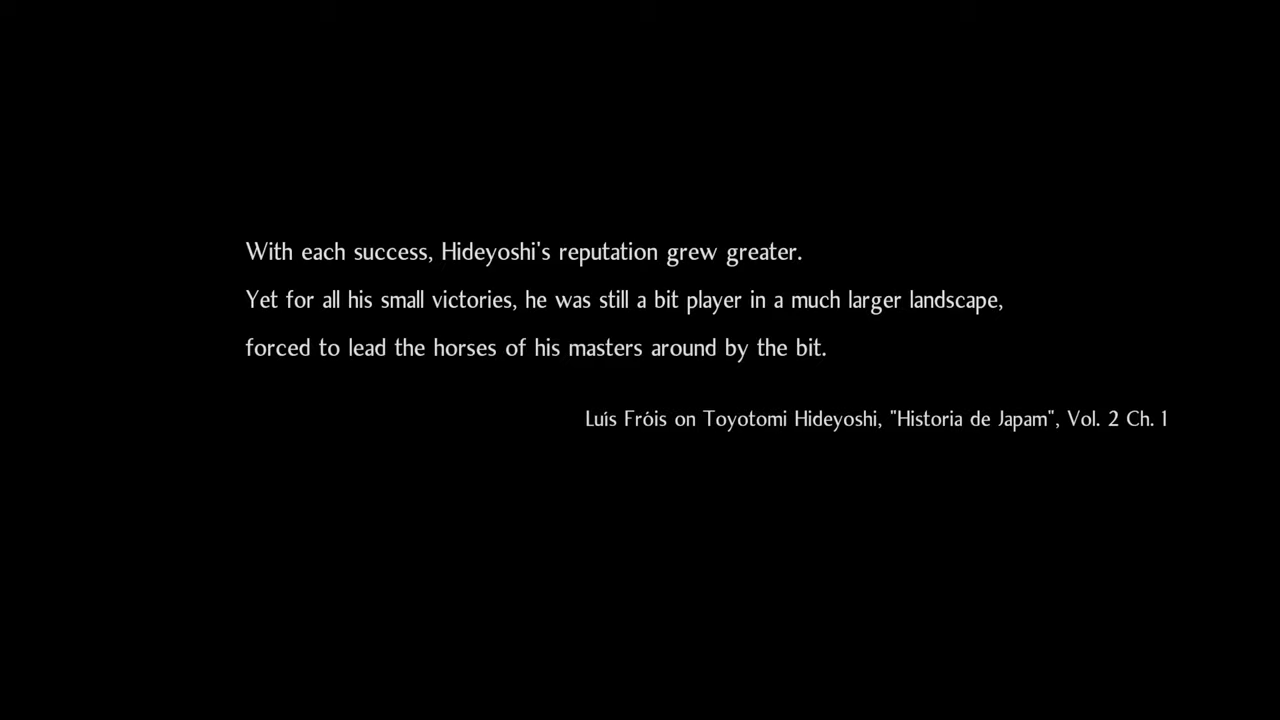 With each success, Hideyoshi's reputation grew greater.
Yet for all his small victories, he was still a bit player in a much larger landscape,
forced to lead the horses of his masters around by the bit.
Luís Fróis on Toyotomi Hideyoshi, "Historia de Japam", Vol. 2 Ch. 1